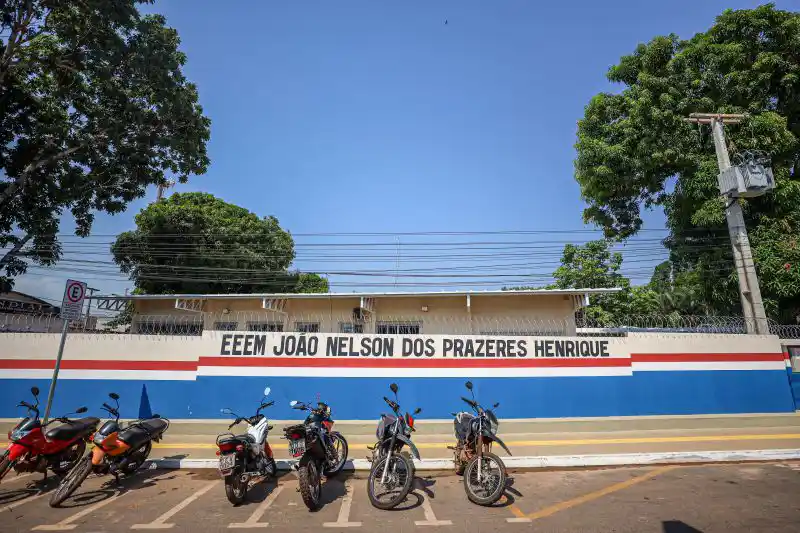 E
EEEM JOÃO NELSON DOS PRAZERES HENRIQUE